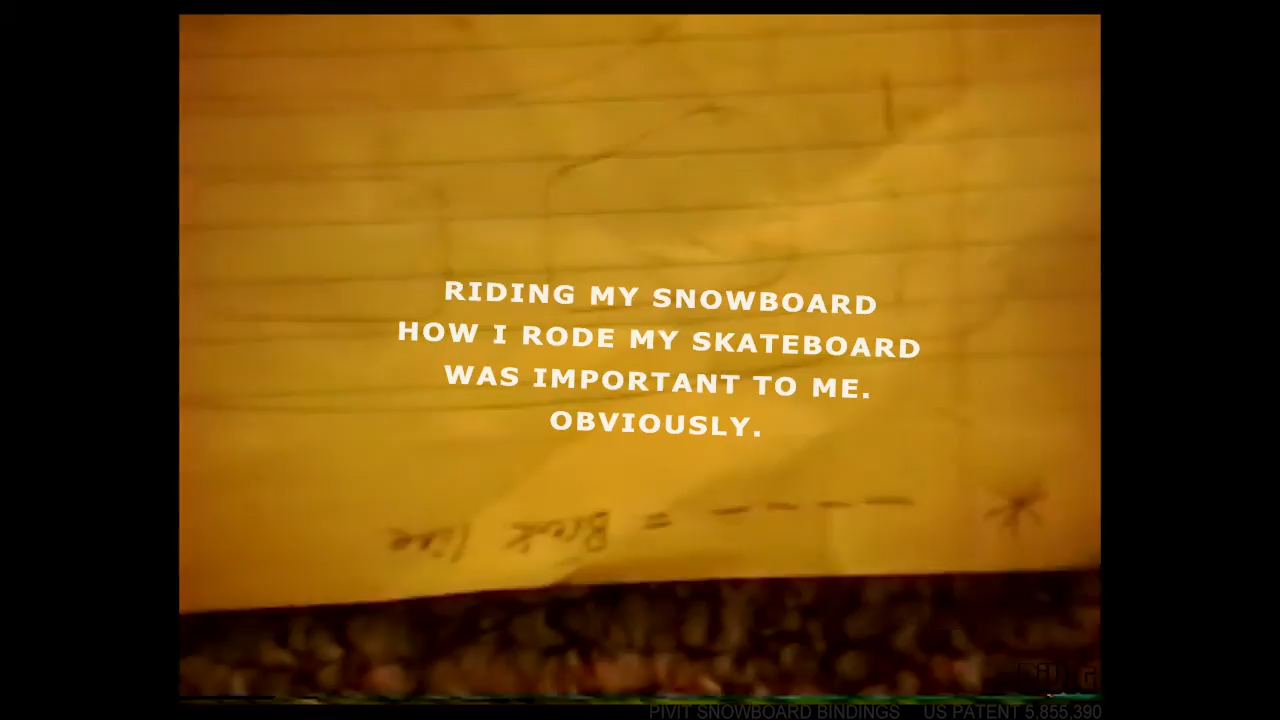 RIDING MY SNOWBOARD
HOW I RODE MY SKATEBOARD
WAS IMPORTANT TO ME.
OBVIOUSLY.
* ---- = Break line
PIVIT SNOWBOARD BINDINGS US PATENT 5,855,390